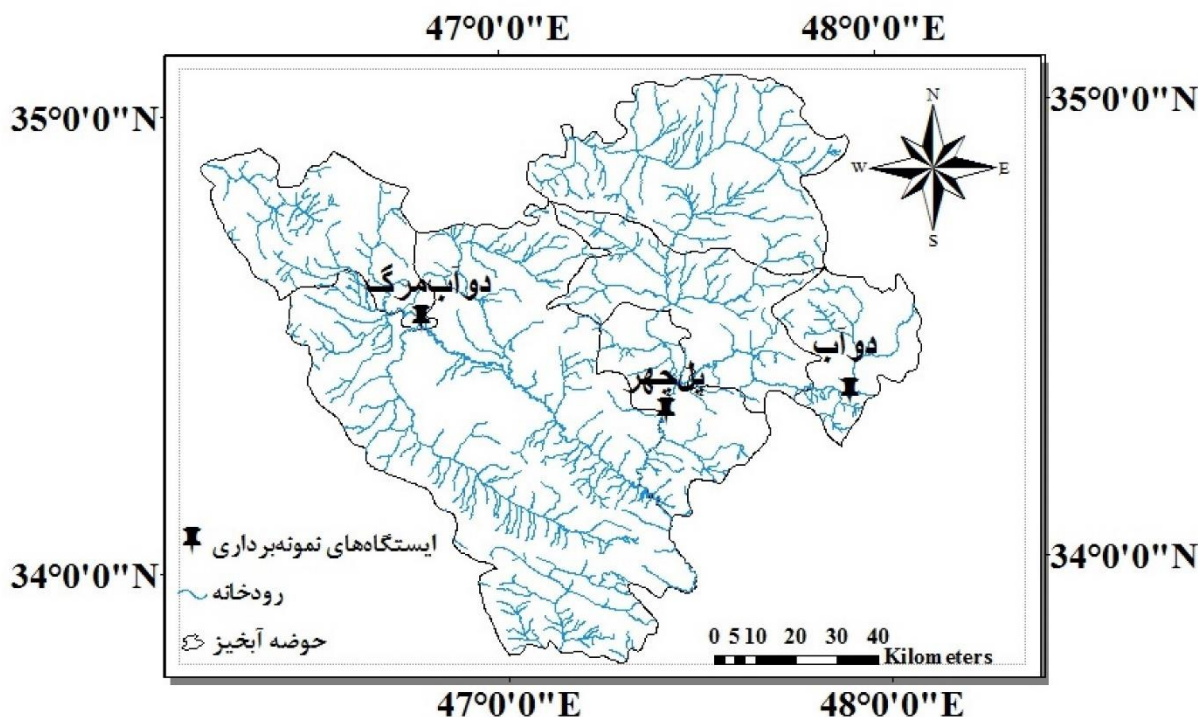 47°0'0"E
48°0'0"E
35°0'0"N
35°0'0"N
N
W
E
S
دوآب‌مرگ
دوآب
پل‌چهر
ایستگاه‌های نمونه‌برداری
رودخانه
حوضه آبخیز
34°0'0"N
34°0'0"N
0 5 10 20 30 40
Kilometers
47°0'0"E
48°0'0"E